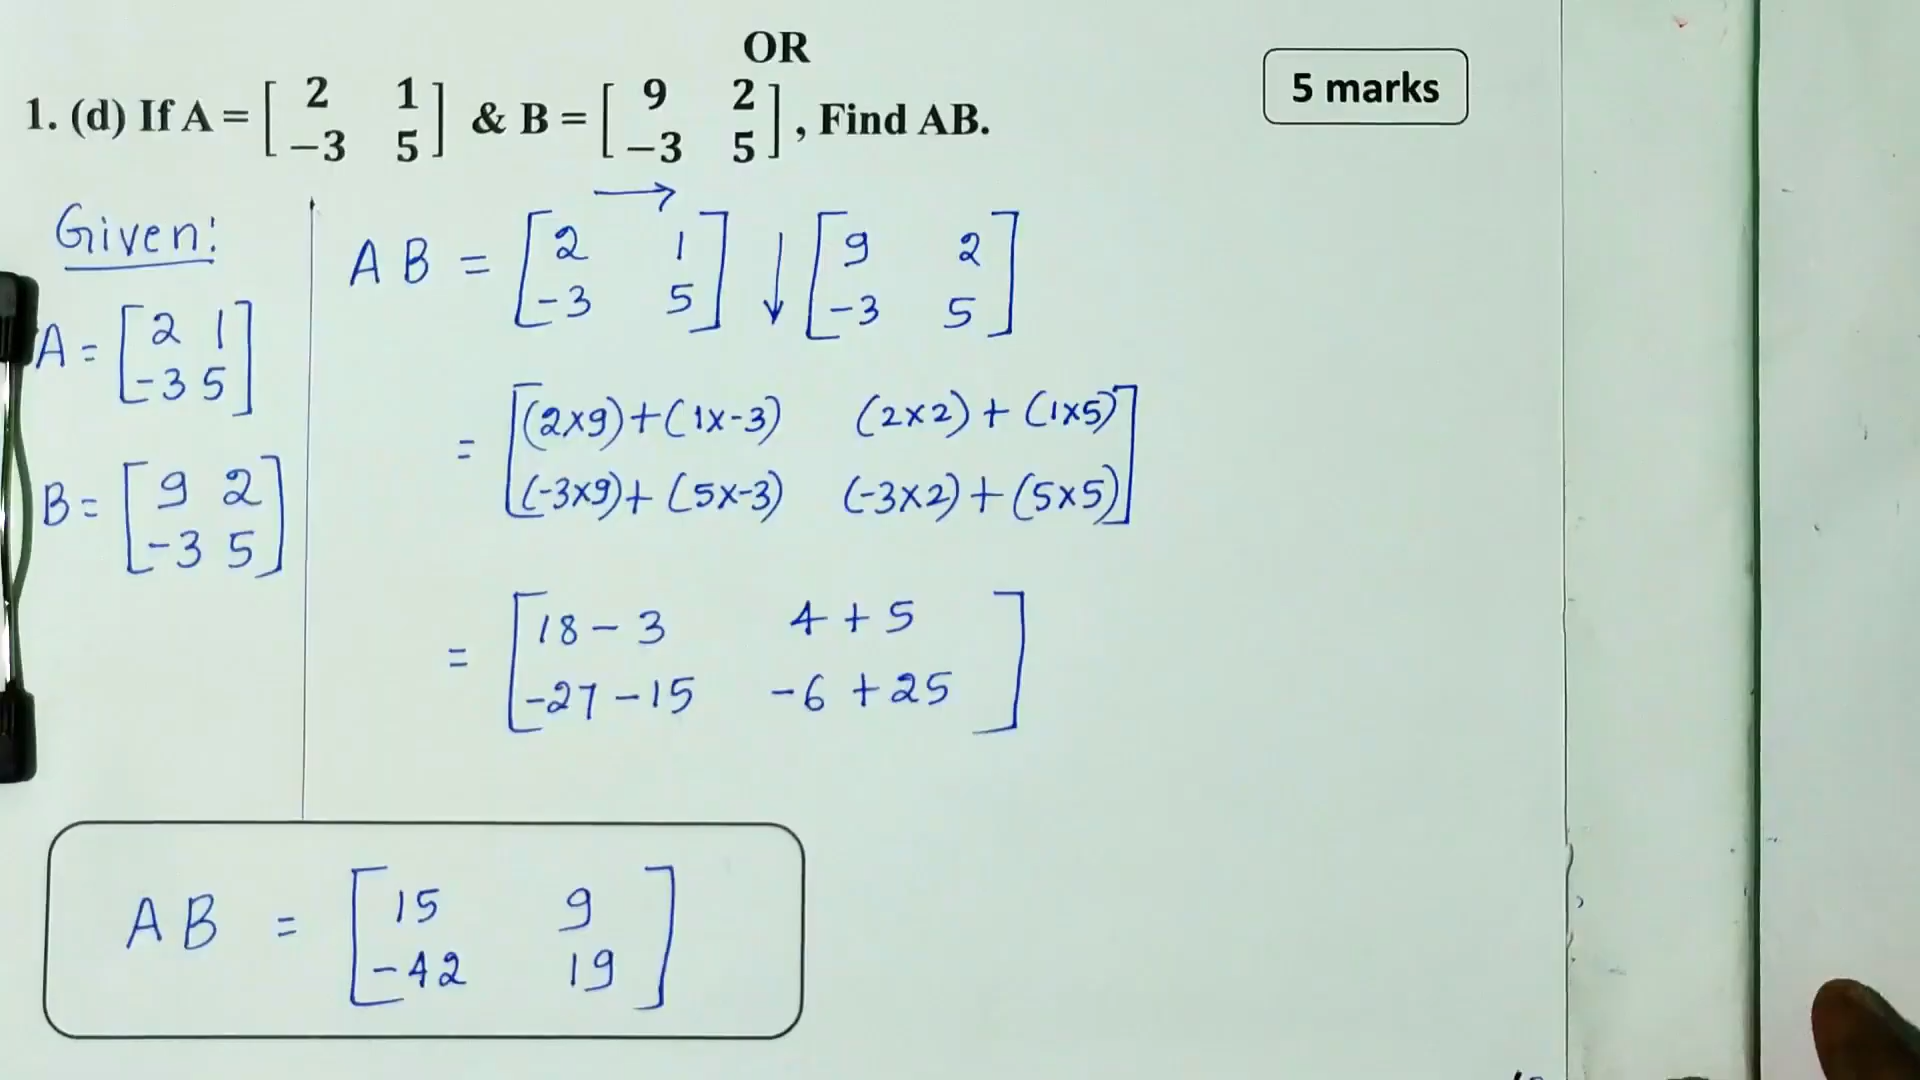 OR
1. (d) If A = [ 2 1 −3 5 ] & B = [ 9 2 −3 5 ] , Find AB.
5 marks
Given:
A = [ 2 1
-3 5 ]
B = [ 9 2
-3 5 ]
A B = → [ 2 1 ↓ [ 9 2
-3 5 ] -3 5 ]
= [ (2x9)+(1x-3) (2x2)+(1x5)
(-3x9)+(5x-3) (-3x2)+(5x5) ]
= [ 18 - 3 4 + 5
-27 - 15 -6 + 25 ]
A B = [ 15 9
-42 19 ]